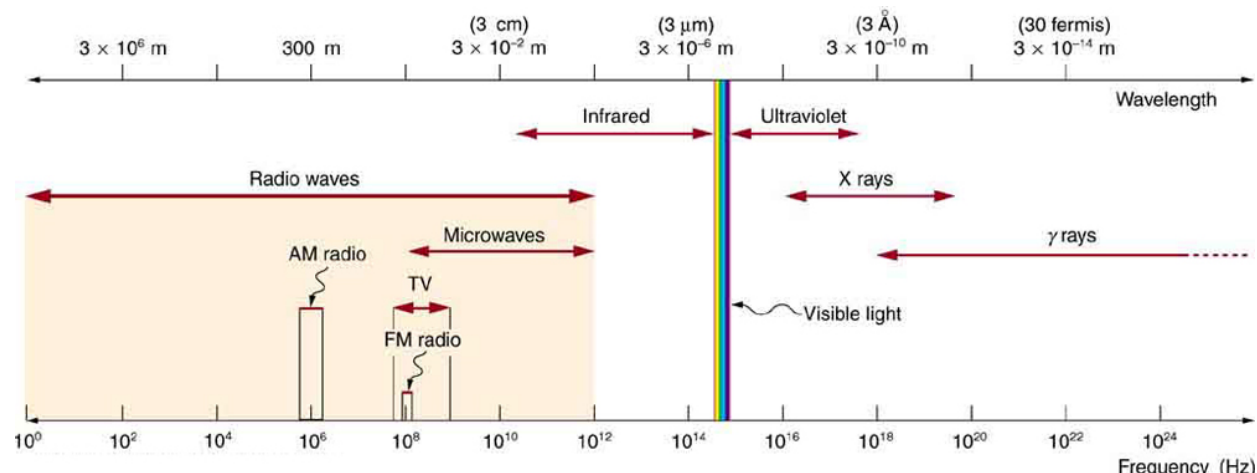 (3 cm) (3 μm) (3 Å) (30 fermis)
3 × 10⁶ m 300 m 3 × 10⁻² m 3 × 10⁻⁶ m 3 × 10⁻¹⁰ m 3 × 10⁻¹⁴ m
Wavelength
Infrared Ultraviolet
Radio waves X rays
Microwaves γ rays
AM radio
TV
Visible light
FM radio
10⁰ 10² 10⁴ 10⁶ 10⁸ 10¹⁰ 10¹² 10¹⁴ 10¹⁶ 10¹⁸ 10²⁰ 10²² 10²⁴
Frequency (Hz)